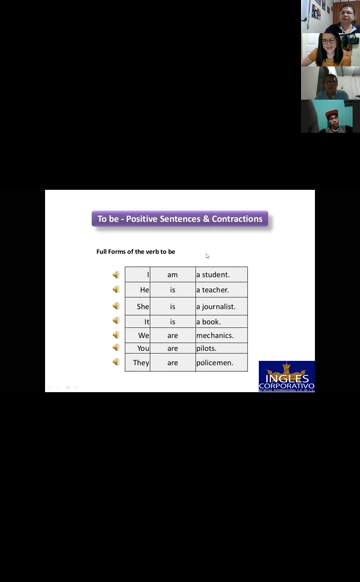 To be - Positive Sentences & Contractions
Full Forms of the verb to be
I am a student.
He is a teacher.
She is a journalist.
It is a book.
We are mechanics.
You are pilots.
They are policemen.
INGLES
CORPORATIVO